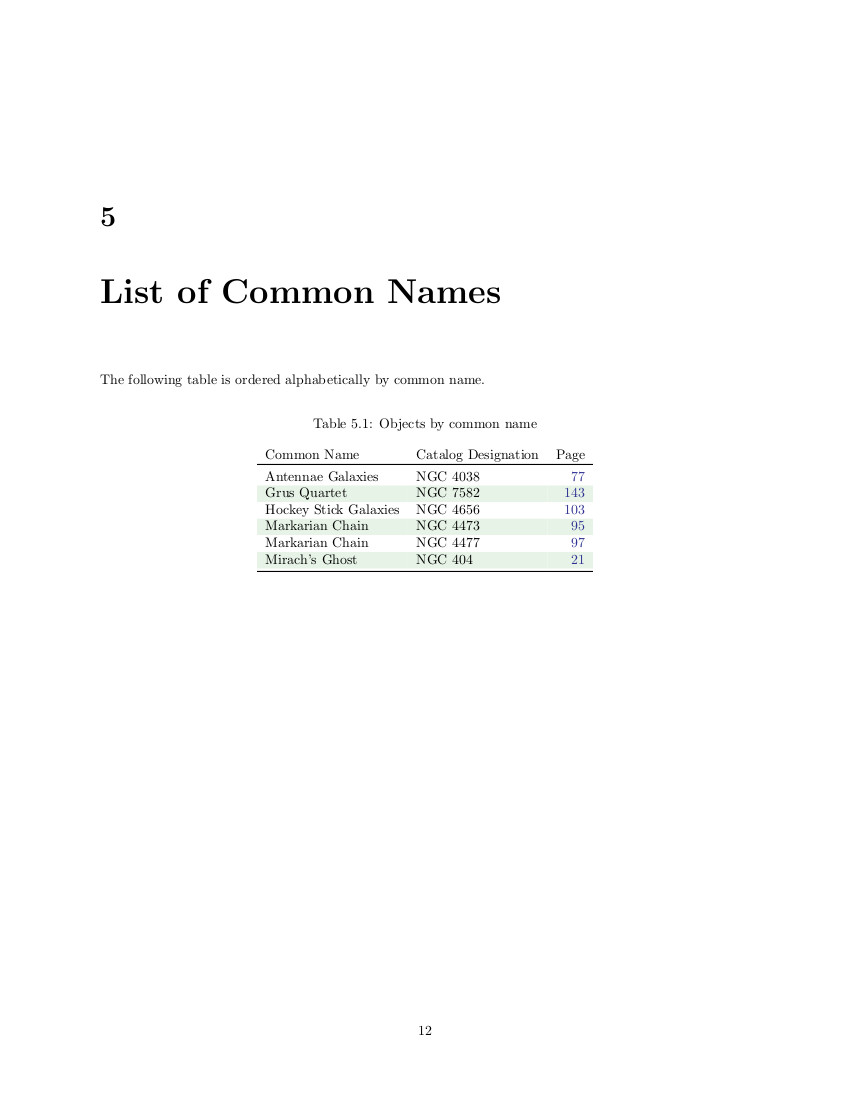 5
List of Common Names
The following table is ordered alphabetically by common name.
Table 5.1: Objects by common name
Common Name Catalog Designation Page
Antennae Galaxies NGC 4038 77
Grus Quartet NGC 7582 143
Hockey Stick Galaxies NGC 4656 103
Markarian Chain NGC 4473 95
Markarian Chain NGC 4477 97
Mirach's Ghost NGC 404 21
12